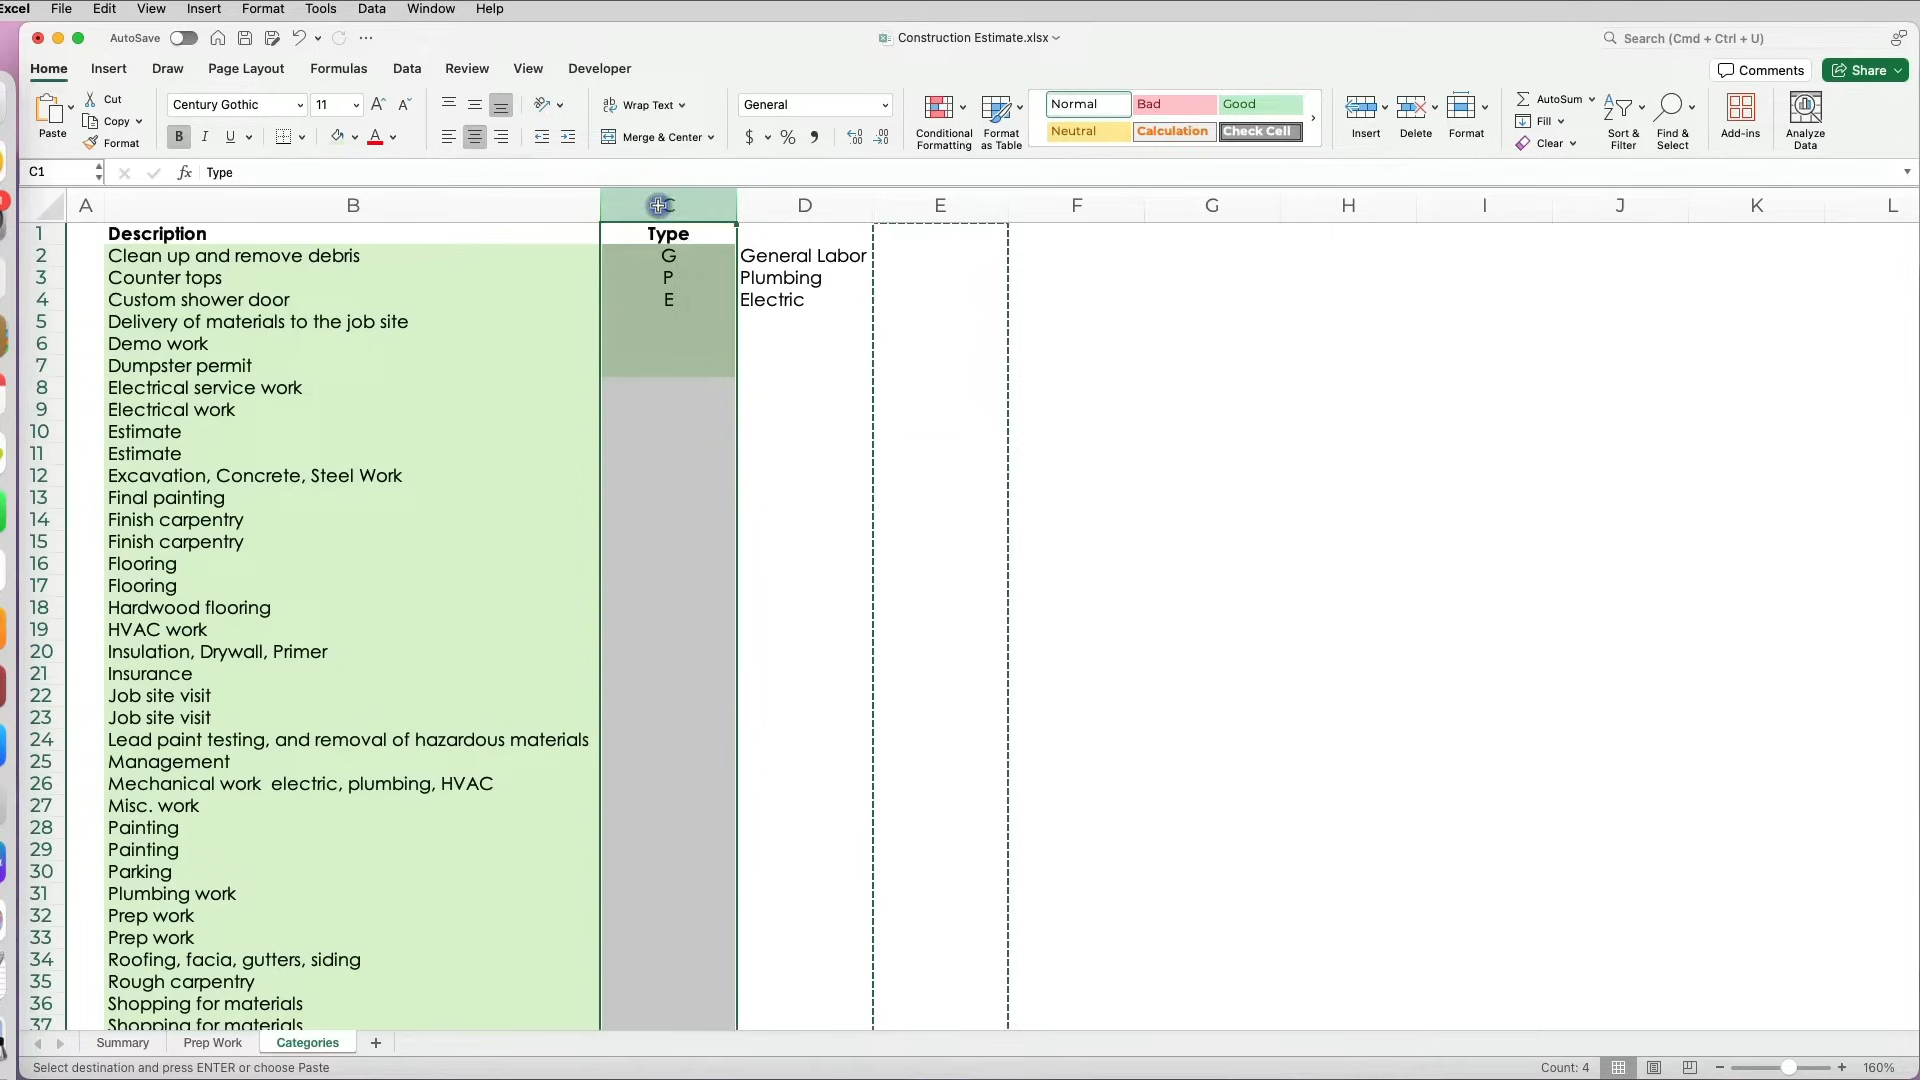 Excel File Edit View Insert Format Tools Data Window Help
AutoSave Construction Estimate.xlsx Search (Cmd + Ctrl + U)
Home Insert Draw Page Layout Formulas Data Review View Developer Comments Share
Paste Cut Copy Format
Century Gothic 11 A A
B I U A
Wrap Text
Merge & Center
General
$ % ,
Conditional Formatting
Format as Table
Normal Bad Good
Neutral Calculation Check Cell
Insert Delete Format
AutoSum
Fill
Clear
Sort & Filter
Find & Select
Add-ins
Analyze Data
C1 fx Type
A B C D E F G H I J K L
1 Description Type
2 Clean up and remove debris G General Labor
3 Counter tops P Plumbing
4 Custom shower door E Electric
5 Delivery of materials to the job site
6 Demo work
7 Dumpster permit
8 Electrical service work
9 Electrical work
10 Estimate
11 Estimate
12 Excavation, Concrete, Steel Work
13 Final painting
14 Finish carpentry
15 Finish carpentry
16 Flooring
17 Flooring
18 Hardwood flooring
19 HVAC work
20 Insulation, Drywall, Primer
21 Insurance
22 Job site visit
23 Job site visit
24 Lead paint testing, and removal of hazardous materials
25 Management
26 Mechanical work  electric, plumbing, HVAC
27 Misc. work
28 Painting
29 Painting
30 Parking
31 Plumbing work
32 Prep work
33 Prep work
34 Roofing, facia, gutters, siding
35 Rough carpentry
36 Shopping for materials
37 Shopping for materials
Summary Prep Work Categories +
Select destination and press ENTER or choose Paste Count: 4 160%